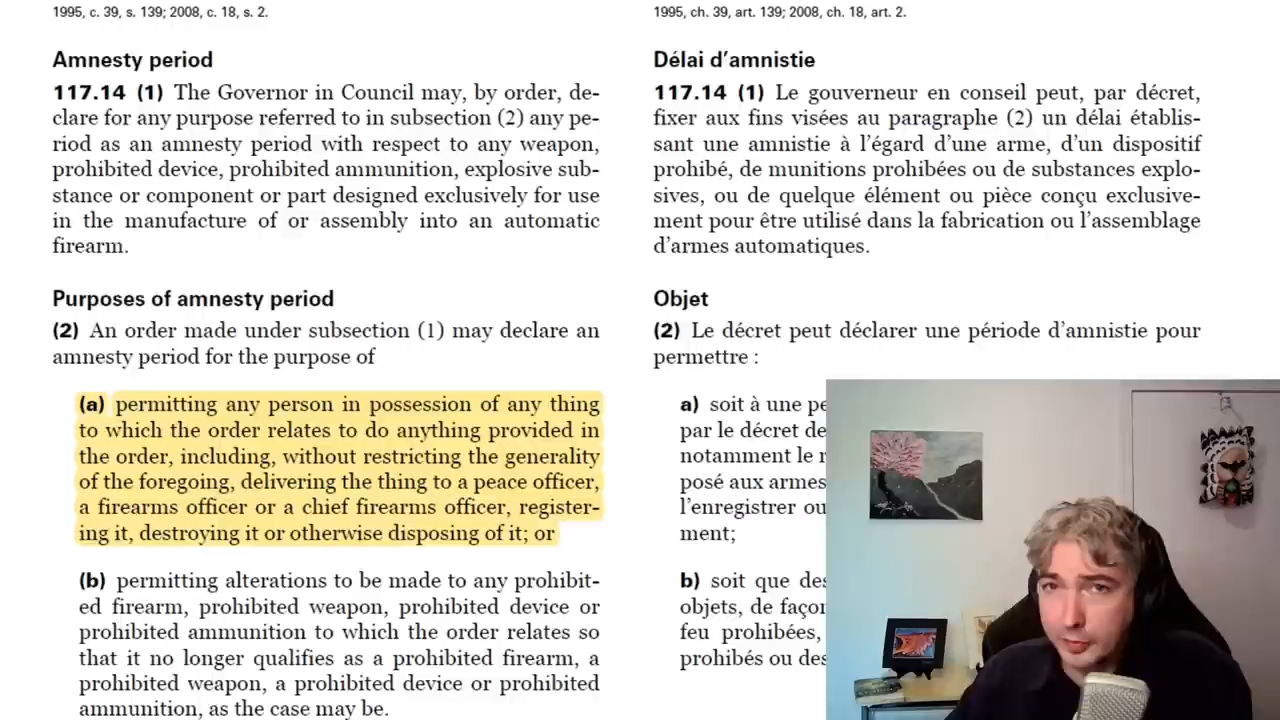 1995, c. 39, s. 139; 2008, c. 18, s. 2.
Amnesty period
117.14 (1) The Governor in Council may, by order, de-
clare for any purpose referred to in subsection (2) any pe-
riod as an amnesty period with respect to any weapon,
prohibited device, prohibited ammunition, explosive sub-
stance or component or part designed exclusively for use
in the manufacture of or assembly into an automatic
firearm.
Purposes of amnesty period
(2) An order made under subsection (1) may declare an
amnesty period for the purpose of
(a) permitting any person in possession of any thing
to which the order relates to do anything provided in
the order, including, without restricting the generality
of the foregoing, delivering the thing to a peace officer,
a firearms officer or a chief firearms officer, register-
ing it, destroying it or otherwise disposing of it; or
(b) permitting alterations to be made to any prohibit-
ed firearm, prohibited weapon, prohibited device or
prohibited ammunition to which the order relates so
that it no longer qualifies as a prohibited firearm, a
prohibited weapon, a prohibited device or prohibited
ammunition, as the case may be.
1995, ch. 39, art. 139; 2008, ch. 18, art. 2.
Délai d’amnistie
117.14 (1) Le gouverneur en conseil peut, par décret,
fixer aux fins visées au paragraphe (2) un délai établis-
sant une amnistie à l’égard d’une arme, d’un dispositif
prohibé, de munitions prohibées ou de substances explo-
sives, ou de quelque élément ou pièce conçu exclusive-
ment pour être utilisé dans la fabrication ou l’assemblage
d’armes automatiques.
Objet
(2) Le décret peut déclarer une période d’amnistie pour
permettre :
a) soit à une pe
par le décret de
notamment le r
posé aux armes
l’enregistrer ou
ment;
b) soit que des
objets, de façon
feu prohibées,
prohibés ou des